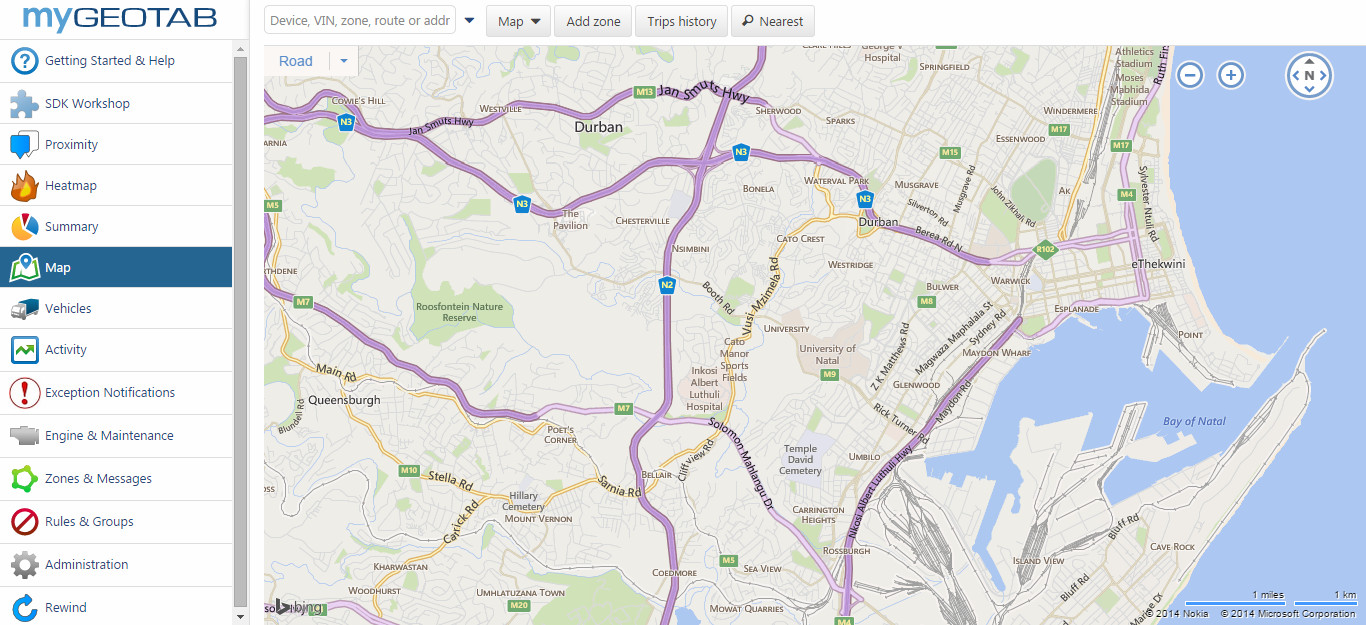 myGEOTAB
Getting Started & Help
SDK Workshop
Proximity
Heatmap
Summary
Map
Vehicles
Activity
Exception Notifications
Engine & Maintenance
Zones & Messages
Rules & Groups
Administration
Rewind
Device, VIN, zone, route or addr
Map
Add zone
Trips history
Nearest
Road
N
CLARE HILLS
George V
Hospital
SPRINGFIELD
Athletics
Stadium
Moses
Mabhida
Stadium
Ruth Fir
COWIE'S HILL
N3
Jan Smuts Hwy
WESTVILLE
M13
Jan Smuts Hwy
Durban
SHERWOOD
SPARKS
WINDERMERE
M17
ESSENWOOD
M17
ARNIA
N3
M15
WATERVAL PARK
MUSGRAVE
Musgrave Rd
BONELA
John Zikhali Rd
AK
M4
Sylvester Ntuli Rd
M5
N3
The
Pavilion
CHESTERVILLE
N3
Durban
Silverton Rd
Berea Rd N
CATO CREST
NSIMBINI
R102
eThekwini
RTHDENE
WESTRIDGE
N2
Booth Rd
Vusi Mzimela Rd
BULWER
M8
WARWICK
M7
Roosfontein Nature
Reserve
ESPLANADE
POINT
UNIVERSITY
University of
Natal
M9
Z K Matthews Rd
Magwaza Maphalala St
Sydney Rd
MAYDON WHARF
Cato
Manor
Sports
Fields
Inkosi
Albert
Luthuli
Hospital
GLENWOOD
Maydon Rd
Main Rd
Queensburgh
Blundell Rd
M7
Rick Turner Rd
Bay of Natal
POET'S
CORNER
Solomon Mahlangu Dr
Temple
David
Cemetery
UMBILO
Nkosi Albert Luthuli Hwy
M10
Stella Rd
BELLAIR
Cliff View Rd
Sarnia Rd
OSS
Hillary
Cemetery
MOUNT VERNON
Carrick Rd
CARRINGTON
HEIGHTS
Bluff Rd
ROSSBURGH
CAVE ROCK
KHARWASTAN
COEDMORE
M5
SEA VIEW
ISLAND VIEW
Bluff Rd
WOODHURST
UMHLATUZANA TOWN
M20
MOWAT QUARRIES
Marine Dr
M4
bing
1 miles
1 km
© 2014 Nokia
© 2014 Microsoft Corporation